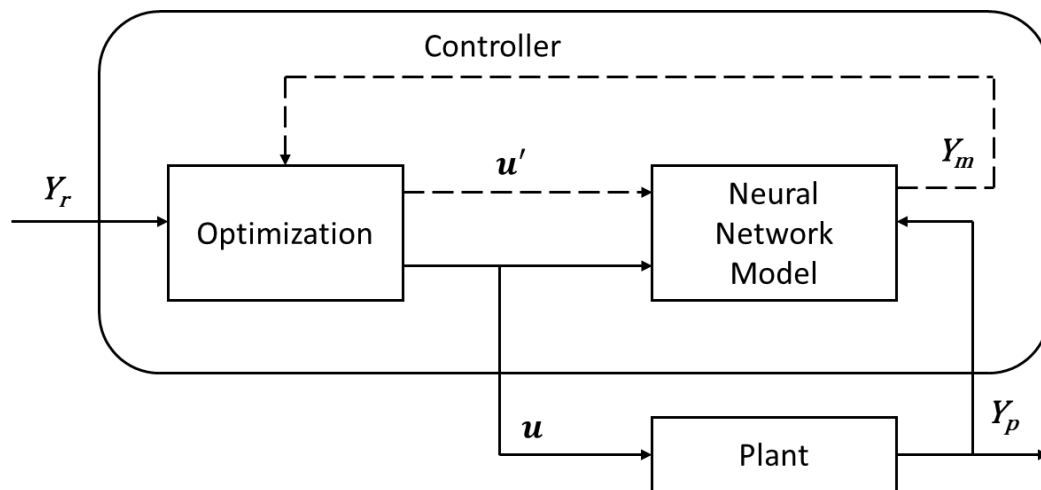 Controller
Y_r
Optimization
u'
Neural
Network
Model
Y_m
u
Plant
Y_p